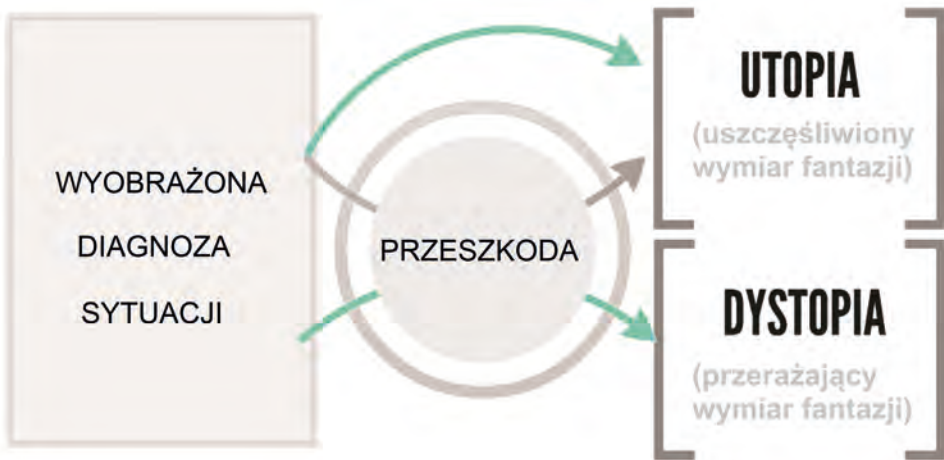 WYOBRAŻONA
DIAGNOZA
SYTUACJI
PRZESZKODA
UTOPIA
(uszczęśliwiony
wymiar fantazji)
DYSTOPIA
(przerażający
wymiar fantazji)